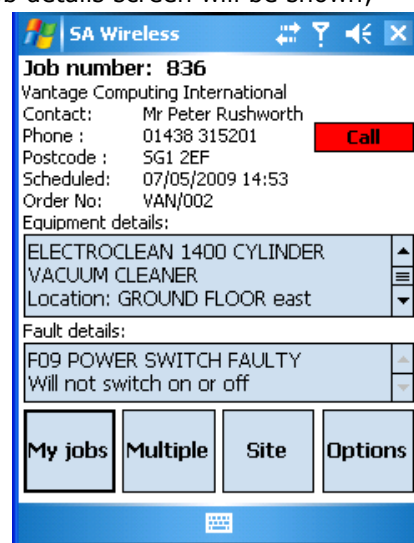 details screen will be shown,
SA Wireless
Job number: 836
Vantage Computing International
Contact: Mr Peter Rushworth
Phone : 01438 315201 Call
Postcode : SG1 2EF
Scheduled: 07/05/2009 14:53
Order No: VAN/002
Equipment details:
ELECTROCLEAN 1400 CYLINDER
VACUUM CLEANER
Location: GROUND FLOOR east
Fault details:
F09 POWER SWITCH FAULTY
Will not switch on or off
My jobs Multiple Site Options